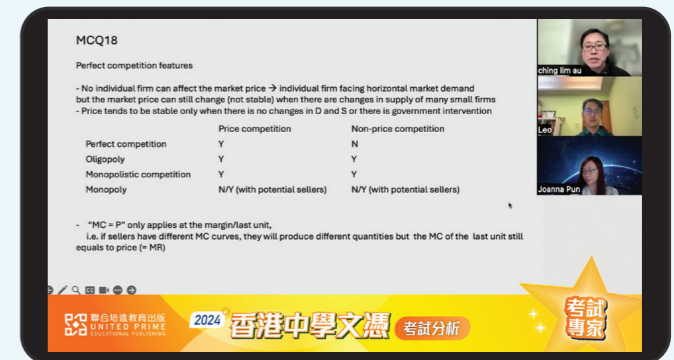 MCQ18
Perfect competition features
- No individual firm can affect the market price → individual firm facing horizontal market demand
but the market price can still change (not stable) when there are changes in supply of many small firms
- Price tends to be stable only when there is no changes in D and S or there is government intervention
Price competition Non-price competition
Perfect competition Y N
Oligopoly Y Y
Monopolistic competition Y Y
Monopoly N/Y (with potential sellers) N/Y (with potential sellers)
- "MC = P" only applies at the margin/last unit,
i.e. if sellers have different MC curves, they will produce different quantities but the MC of the last unit still
equals to price (= MR)
ching lim au
Leo
Joanna Pun
聯合培進教育出版
UNITED PRIME
EDUCATIONAL PUBLISHING
2024 香港中學文憑 考試分析
考試
專家